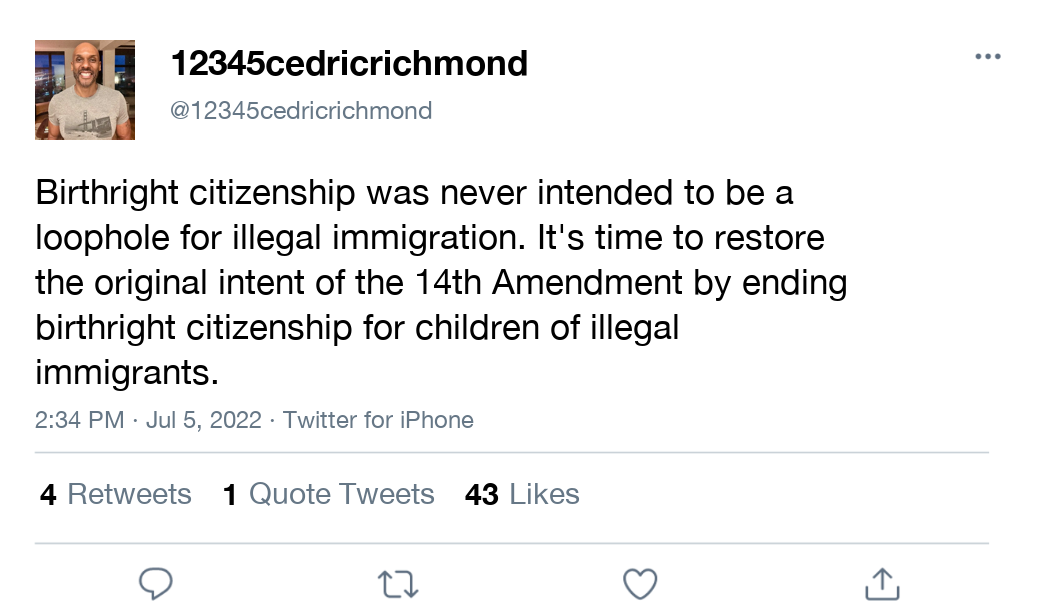 12345cedricrichmond
@12345cedricrichmond
Birthright citizenship was never intended to be a
loophole for illegal immigration. It's time to restore
the original intent of the 14th Amendment by ending
birthright citizenship for children of illegal
immigrants.
2:34 PM · Jul 5, 2022 · Twitter for iPhone
4 Retweets 1 Quote Tweets 43 Likes